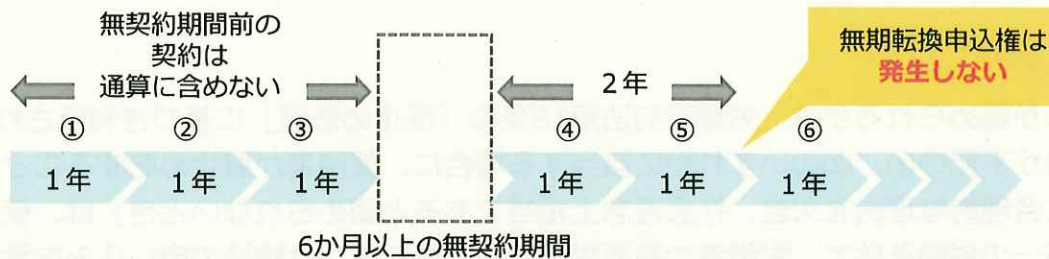 無契約期間前の
契約は
通算に含めない
2年
無期転換申込権は
発生しない
① ② ③ ④ ⑤ ⑥
1年 1年 1年 1年 1年 1年
6か月以上の無契約期間